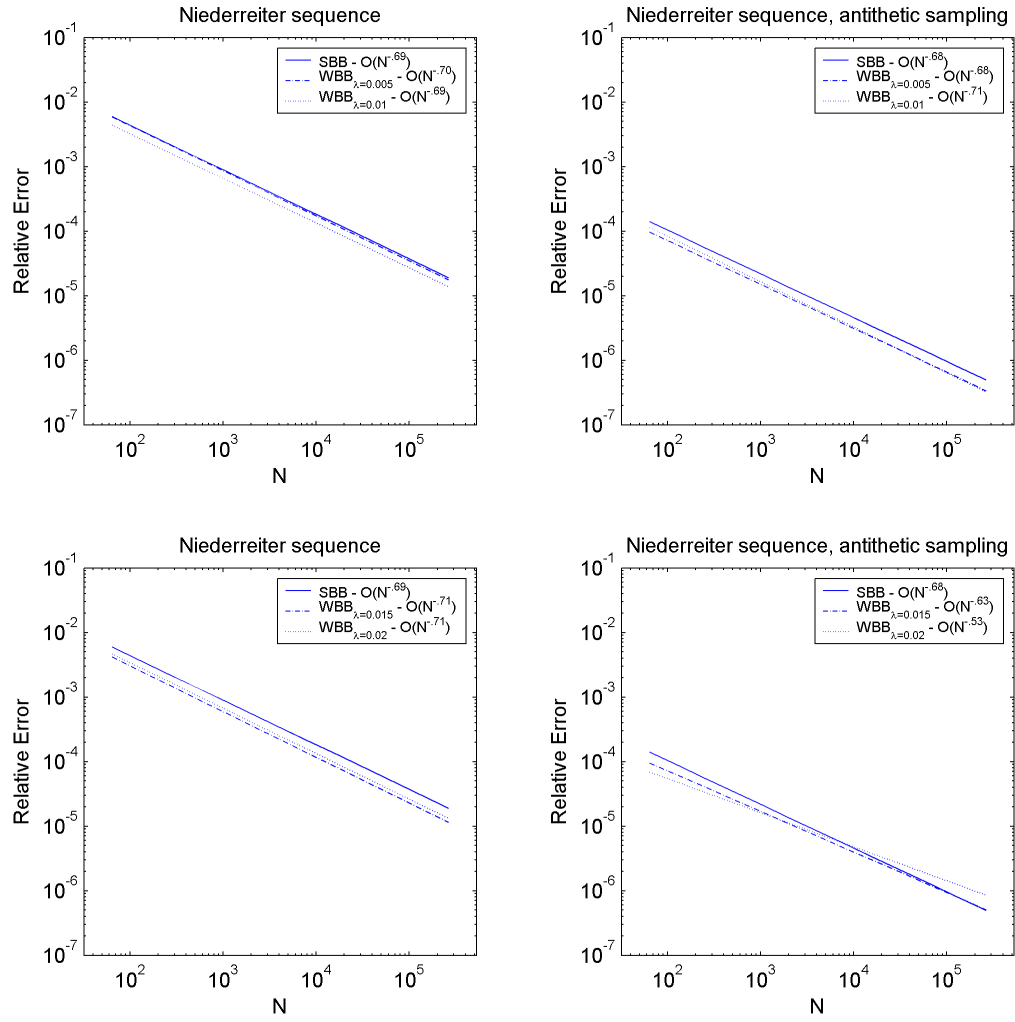 Niederreiter sequence
10^-1
10^-2
10^-3
10^-4
10^-5
10^-6
10^-7
Relative Error
SBB - O(N^-.69)
WBB_λ=0.005 - O(N^-.70)
WBB_λ=0.01 - O(N^-.69)
10^2 10^3 10^4 10^5
N
Niederreiter sequence, antithetic sampling
10^-1
10^-2
10^-3
10^-4
10^-5
10^-6
10^-7
Relative Error
SBB - O(N^-.68)
WBB_λ=0.005 - O(N^-.68)
WBB_λ=0.01 - O(N^-.71)
10^2 10^3 10^4 10^5
N
Niederreiter sequence
10^-1
10^-2
10^-3
10^-4
10^-5
10^-6
10^-7
Relative Error
SBB - O(N^-.69)
WBB_λ=0.015 - O(N^-.71)
WBB_λ=0.02 - O(N^-.71)
10^2 10^3 10^4 10^5
N
Niederreiter sequence, antithetic sampling
10^-1
10^-2
10^-3
10^-4
10^-5
10^-6
10^-7
Relative Error
SBB - O(N^-.68)
WBB_λ=0.015 - O(N^-.63)
WBB_λ=0.02 - O(N^-.53)
10^2 10^3 10^4 10^5
N